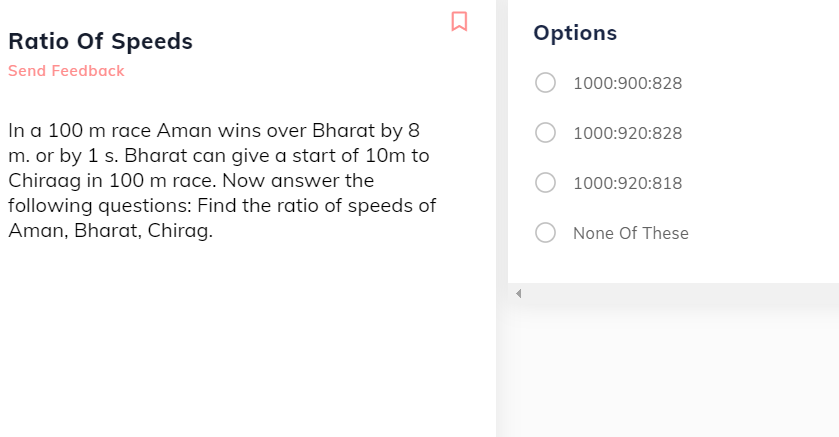 Ratio Of Speeds
Send Feedback
In a 100 m race Aman wins over Bharat by 8
m. or by 1 s. Bharat can give a start of 10m to
Chiraag in 100 m race. Now answer the
following questions: Find the ratio of speeds of
Aman, Bharat, Chirag.
Options
1000:900:828
1000:920:828
1000:920:818
None Of These